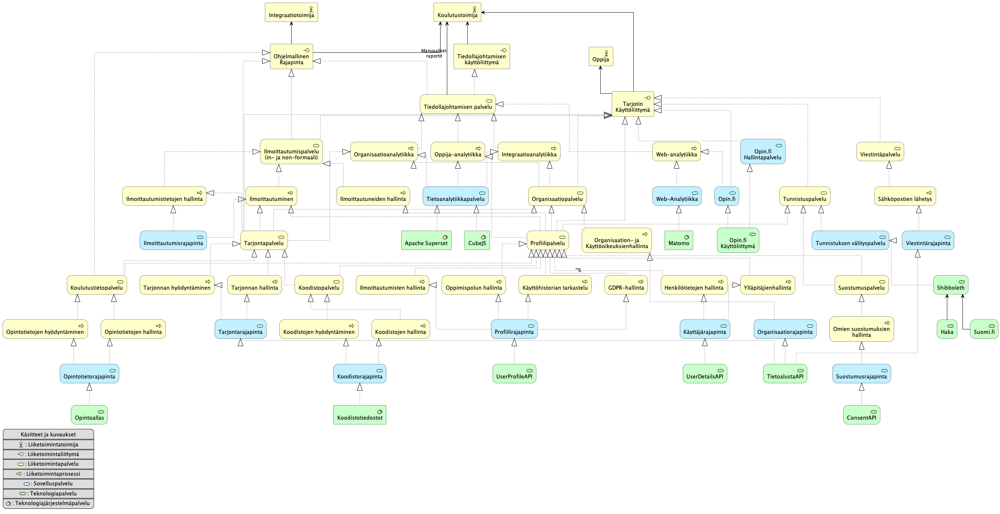 Integraatiotoimija
Koulutustoimija
Ohjelmallinen
Rajapinta
Manuaaliset
raportit
Tiedollajohtamisen
käyttöliittymä
Oppija
Tiedollajohtamisen palvelu
Tarjotin
Käyttöliittymä
Ilmoittautumispalvelu
(in- ja non-formaali)
Organisaatioanalytiikka
Oppija-analytiikka
Integraatioanalytiikka
Web-analytiikka
Opin.fi
Hallintapalvelu
Viestintäpalvelu
Ilmoittautumistietojen hallinta
Ilmoittautuminen
Ilmoittautuneiden hallinta
Tietoanalytiikkapalvelu
Organisaatiopalvelu
Web-Analytiikka
Opin.fi
Tunnistuspalvelu
Sähköpostien lähetys
Ilmoittautumisrajapinta
Tarjontapalvelu
Apache Superset
CubeJS
Profiilipalvelu
Organisaation- ja
Käyttöoikeuksienhallinta
Matomo
Opin.fi
Käyttöliittymä
Tunnistuksen välityspalvelu
Viestintärajapinta
""ß
Koulutustietopalvelu
Tarjonnan hyödyntäminen
Tarjonnan hallinta
Koodistopalvelu
Ilmoittautumisten hallinta
Oppimispolun hallinta
Käyttöhistorian tarkastelu
GDPR-hallinta
Henkilötietojen hallinta
Ylläpitäjienhallinta
Suostumuspalvelu
Shibboleth
Opintotietojen hyödyntäminen
Opintotietojen hallinta
Tarjontarajapinta
Koodistojen hyödyntäminen
Koodistojen hallinta
Profiilirajapinta
Käyttäjärajapinta
Organisaatiorajapinta
Omien suostumuksien
hallinta
Haka
Suomi.fi
Opintotietorajapinta
Koodistorajapinta
UserProfileAPI
UserDetailsAPI
TietoalustaAPI
Suostumusrajapinta
Opintoallas
Koodistotiedostot
ConsentAPI
Käsitteet ja kuvaukset
: Liiketoimintatoimija
: Liiketoimintaliittymä
: Liiketoimintapalvelu
: Liiketoimintaprosessi
: Sovelluspalvelu
: Teknologiapalvelu
: Teknologiajärjestelmäpalvelu